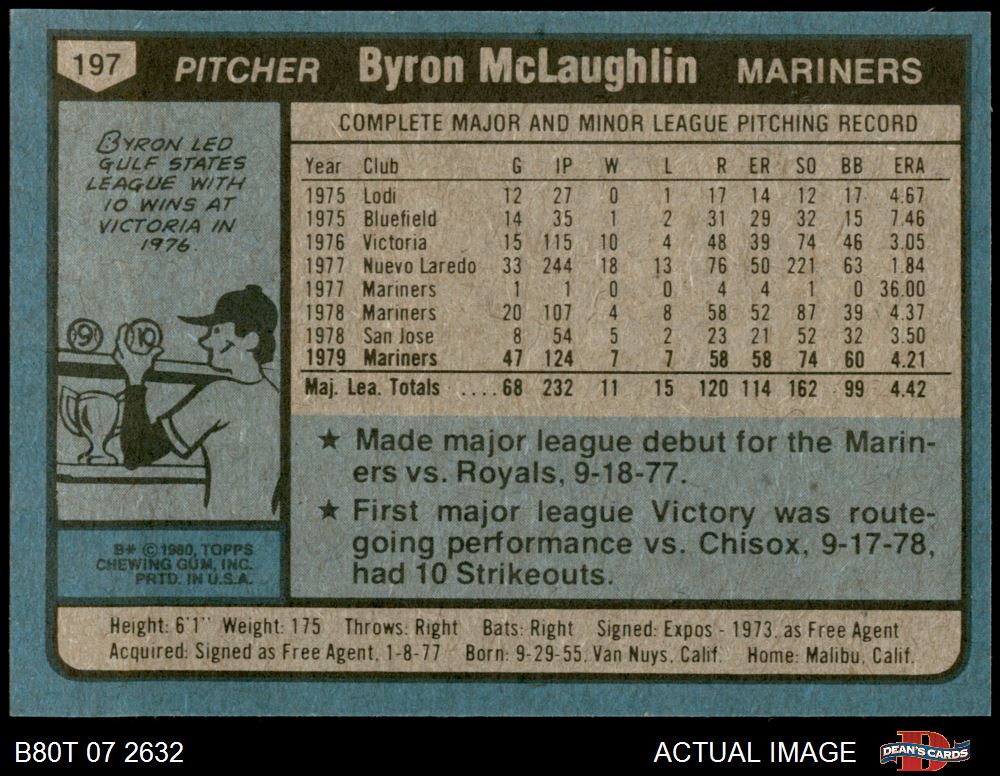 197 PITCHER Byron McLaughlin MARINERS
BYRON LED
GULF STATES
LEAGUE WITH
10 WINS AT
VICTORIA IN
1976.
9 10
COMPLETE MAJOR AND MINOR LEAGUE PITCHING RECORD
Year Club G IP W L R ER SO BB ERA
1975 Lodi 12 27 0 1 17 14 12 17 4.67
1975 Bluefield 14 35 1 2 31 29 32 15 7.46
1976 Victoria 15 115 10 4 48 39 74 46 3.05
1977 Nuevo Laredo 33 244 18 13 76 50 221 63 1.84
1977 Mariners 1 1 0 0 4 4 1 0 36.00
1978 Mariners 20 107 4 8 58 52 87 39 4.37
1978 San Jose 8 54 5 2 23 21 52 32 3.50
1979 Mariners 47 124 7 7 58 58 74 60 4.21
Maj. Lea. Totals ....68 232 11 15 120 114 162 99 4.42
★ Made major league debut for the Marin-
ers vs. Royals, 9-18-77.
★ First major league Victory was route-
going performance vs. Chisox, 9-17-78,
had 10 Strikeouts.
B* © 1980, TOPPS
CHEWING GUM, INC.
PRTD. IN U.S.A.
Height: 6'1" Weight: 175 Throws: Right Bats: Right Signed: Expos - 1973, as Free Agent
Acquired: Signed as Free Agent, 1-8-77 Born: 9-29-55, Van Nuys, Calif. Home: Malibu, Calif.
B80T 07 2632 ACTUAL IMAGE DEAN'S CARDS